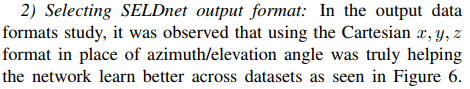 2) Selecting SELDnet output format: In the output data
formats study, it was observed that using the Cartesian x, y, z
format in place of azimuth/elevation angle was truly helping
the network learn better across datasets as seen in Figure 6.